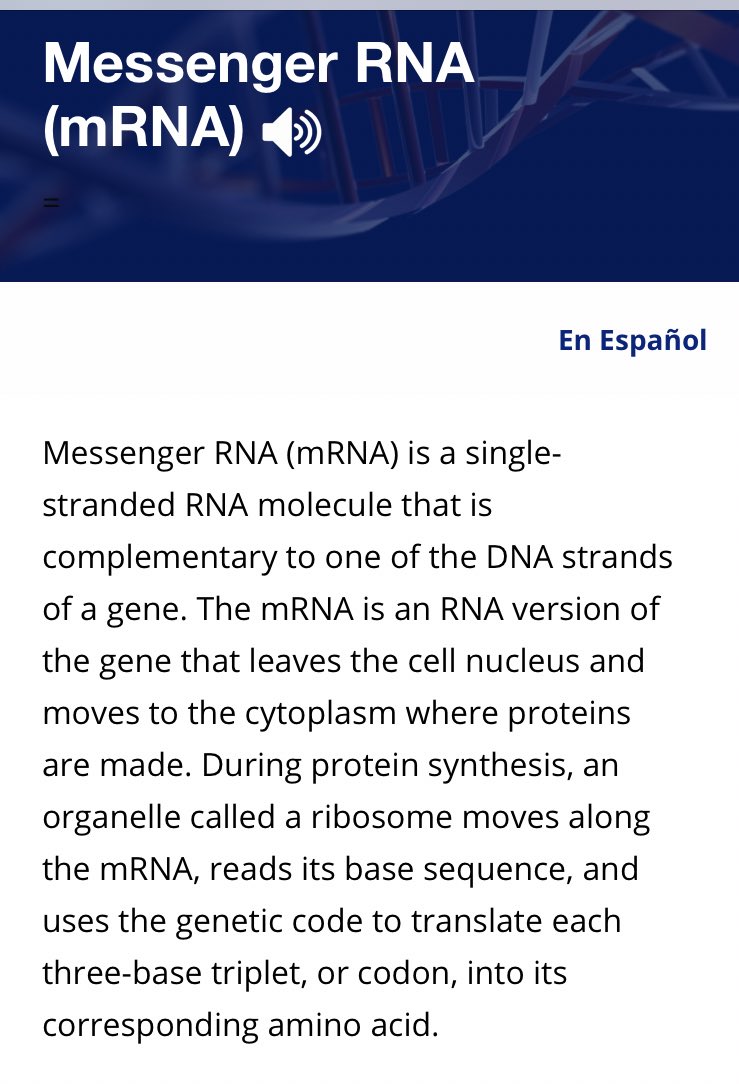 Messenger RNA
(mRNA)
=
En Español
Messenger RNA (mRNA) is a single-
stranded RNA molecule that is
complementary to one of the DNA strands
of a gene. The mRNA is an RNA version of
the gene that leaves the cell nucleus and
moves to the cytoplasm where proteins
are made. During protein synthesis, an
organelle called a ribosome moves along
the mRNA, reads its base sequence, and
uses the genetic code to translate each
three-base triplet, or codon, into its
corresponding amino acid.